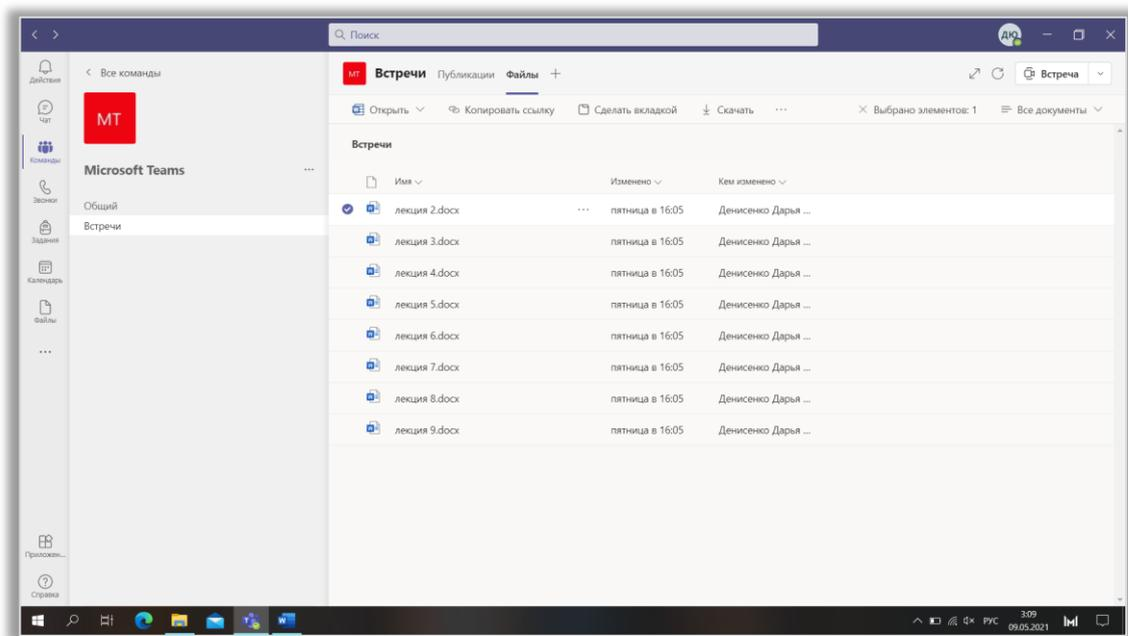 Поиск
ДЮ
Действия
Чат
Команды
Звонки
Задания
Календарь
Файлы
Приложен...
Справка
Все команды
МТ
Microsoft Teams
Общий
Встречи
МТ Встречи Публикации Файлы Встреча
Открыть Копировать ссылку Сделать вкладкой Скачать Выбрано элементов: 1 Все документы
Встречи
Имя Изменено Кем изменено
лекция 2.docx пятница в 16:05 Денисенко Дарья ...
лекция 3.docx пятница в 16:05 Денисенко Дарья ...
лекция 4.docx пятница в 16:05 Денисенко Дарья ...
лекция 5.docx пятница в 16:05 Денисенко Дарья ...
лекция 6.docx пятница в 16:05 Денисенко Дарья ...
лекция 7.docx пятница в 16:05 Денисенко Дарья ...
лекция 8.docx пятница в 16:05 Денисенко Дарья ...
лекция 9.docx пятница в 16:05 Денисенко Дарья ...
РУС
3:09
09.05.2021